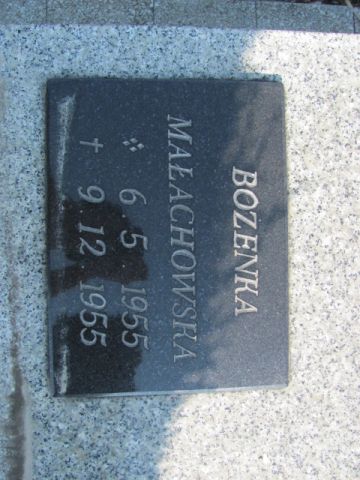 BOZENKA
MAŁACHOWSKA
❖ 6 5 1955
† 9 12 1955